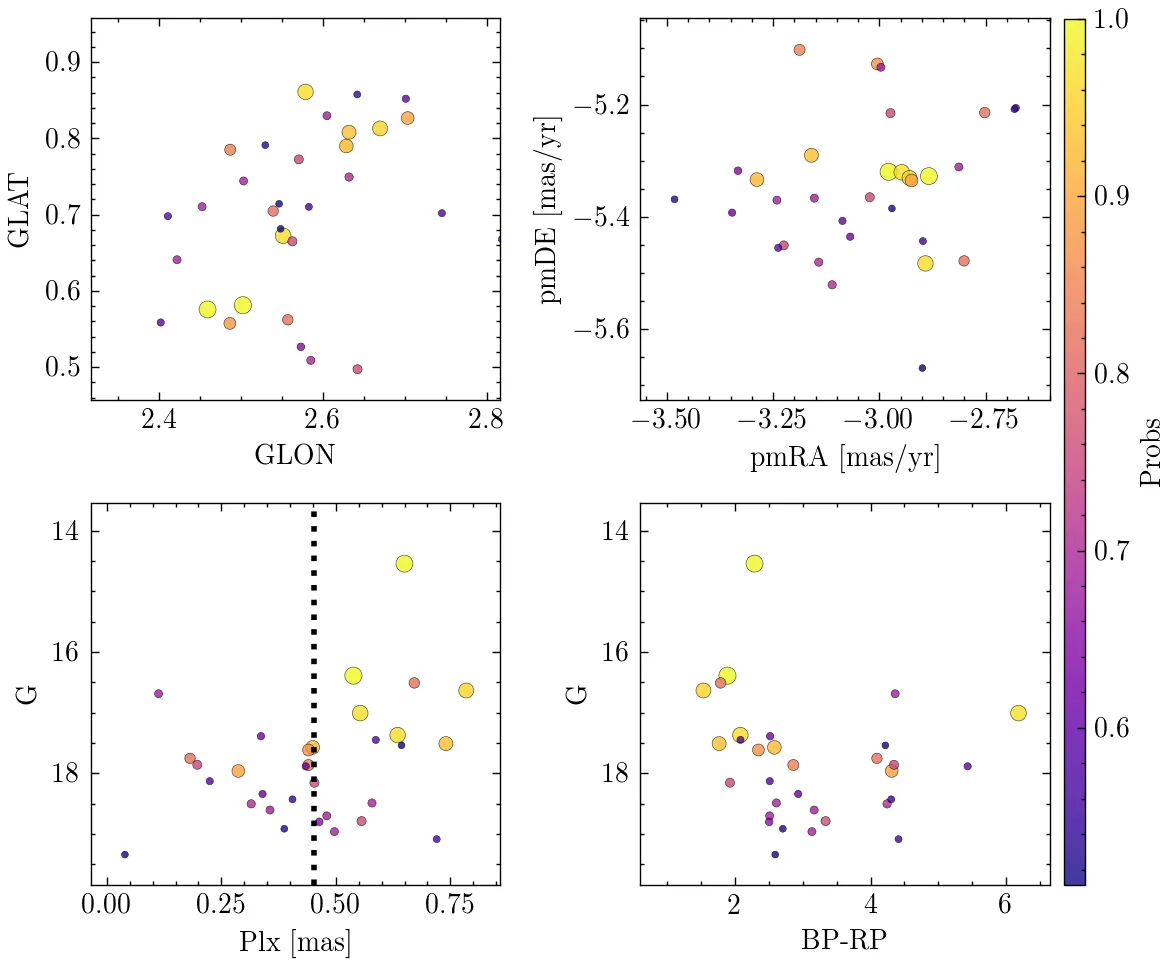 0.9
0.8
0.7
0.6
0.5
GLAT
2.4 2.6 2.8
GLON
−5.2
−5.4
−5.6
pmDE [mas/yr]
−3.50 −3.25 −3.00 −2.75
pmRA [mas/yr]
14
16
18
G
0.00 0.25 0.50 0.75
Plx [mas]
14
16
18
G
2 4 6
BP-RP
1.0
0.9
0.8
0.7
0.6
Probs